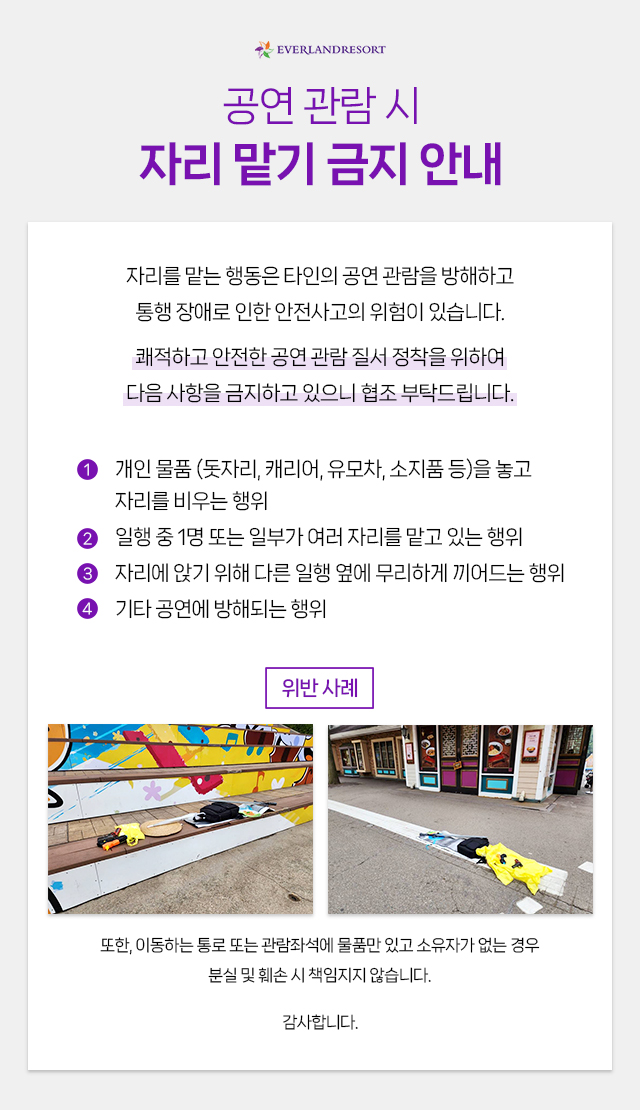 EVERLANDRESORT
공연 관람 시
자리 맡기 금지 안내
자리를 맡는 행동은 타인의 공연 관람을 방해하고
통행 장애로 인한 안전사고의 위험이 있습니다.
쾌적하고 안전한 공연 관람 질서 정착을 위하여
다음 사항을 금지하고 있으니 협조 부탁드립니다.
1 개인 물품 (돗자리, 캐리어, 유모차, 소지품 등)을 놓고
자리를 비우는 행위
2 일행 중 1명 또는 일부가 여러 자리를 맡고 있는 행위
3 자리에 앉기 위해 다른 일행 옆에 무리하게 끼어드는 행위
4 기타 공연에 방해되는 행위
위반 사례
또한, 이동하는 통로 또는 관람좌석에 물품만 있고 소유자가 없는 경우
분실 및 훼손 시 책임지지 않습니다.
감사합니다.